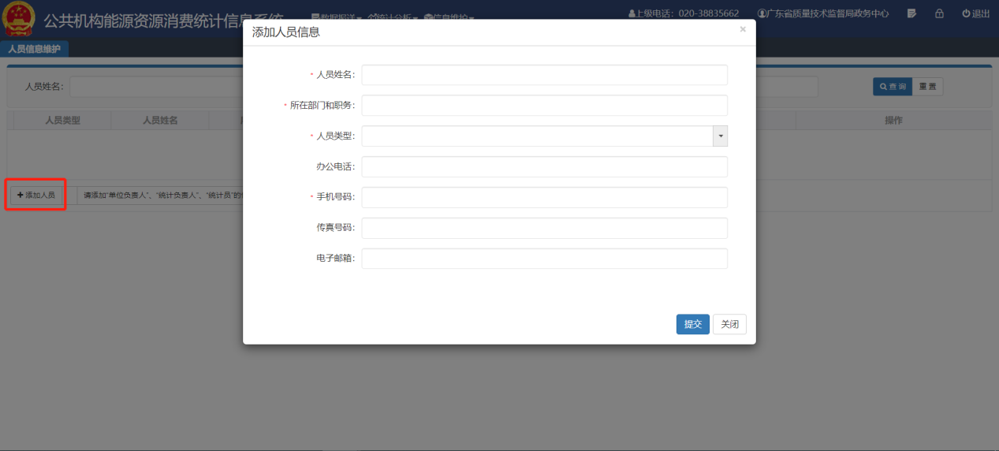 公共机构能源资源消费统计信息系统 数据报送 统计分析 信息维护 上级电话：020-38835662 广东省质量技术监督局政务中心 退出
添加人员信息 ×
人员信息维护
* 人员姓名：
人员姓名： 查询 重置
* 所在部门和职务：
人员类型 人员姓名 操作
* 人员类型：
办公电话：
添加人员 请添加“单位负责人”、“统计负责人”、“统计员”的
* 手机号码：
传真号码：
电子邮箱：
提交 关闭